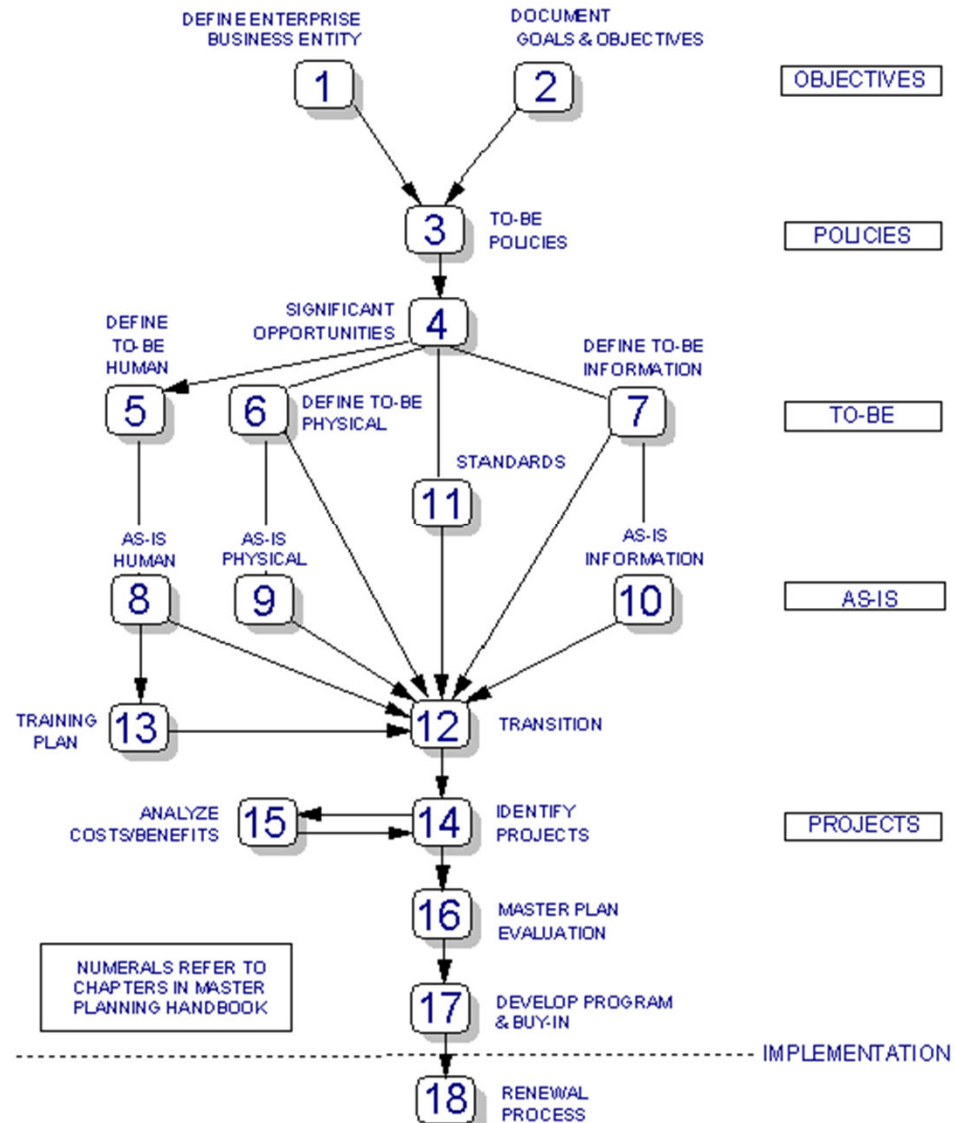 DEFINE ENTERPRISE
BUSINESS ENTITY
DOCUMENT
GOALS & OBJECTIVES
1
2
OBJECTIVES
3
TO-BE
POLICIES
POLICIES
SIGNIFICANT
OPPORTUNITIES
4
DEFINE
TO-BE
HUMAN
DEFINE TO-BE
INFORMATION
5
6
DEFINE TO-BE
PHYSICAL
7
TO-BE
STANDARDS
11
AS-IS
HUMAN
AS-IS
PHYSICAL
AS-IS
INFORMATION
8
9
10
AS-IS
TRAINING
PLAN
13
12
TRANSITION
ANALYZE
COSTS/BENEFITS
15
14
IDENTIFY
PROJECTS
PROJECTS
16
MASTER PLAN
EVALUATION
NUMERALS REFER TO
CHAPTERS IN MASTER
PLANNING HANDBOOK
17
DEVELOP PROGRAM
& BUY-IN
IMPLEMENTATION
18
RENEWAL
PROCESS